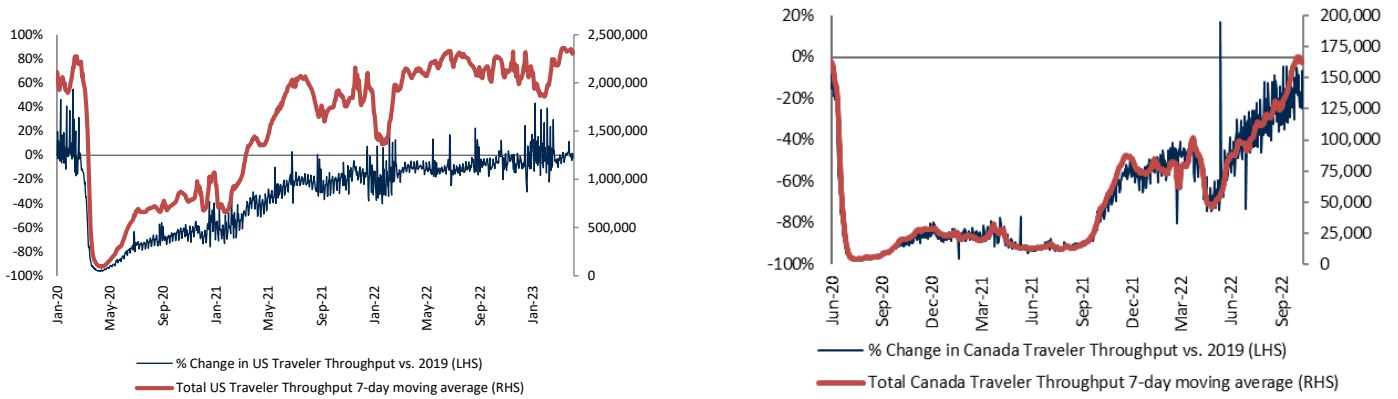 100%
80%
60%
40%
20%
0%
-20%
-40%
-60%
-80%
-100%
2,500,000
2,000,000
1,500,000
1,000,000
500,000
0
Jan-20
May-20
Sep-20
Jan-21
May-21
Sep-21
Jan-22
May-22
Sep-22
Jan-23
% Change in US Traveler Throughput vs. 2019 (LHS)
Total US Traveler Throughput 7-day moving average (RHS)
20%
0%
-20%
-40%
-60%
-80%
-100%
200,000
175,000
150,000
125,000
100,000
75,000
50,000
25,000
0
Jun-20
Sep-20
Dec-20
Mar-21
Jun-21
Sep-21
Dec-21
Mar-22
Jun-22
Sep-22
% Change in Canada Traveler Throughput vs. 2019 (LHS)
Total Canada Traveler Throughput 7-day moving average (RHS)